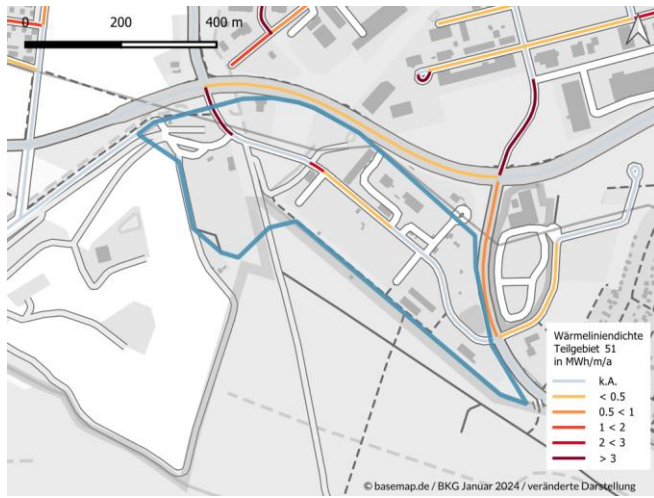 0 200 400 m
Wärmeliniendichte
Teilgebiet 51
in MWh/m/a
k.A.
< 0.5
0.5 < 1
1 < 2
2 < 3
> 3
© basemap.de / BKG Januar 2024 / veränderte Darstellung